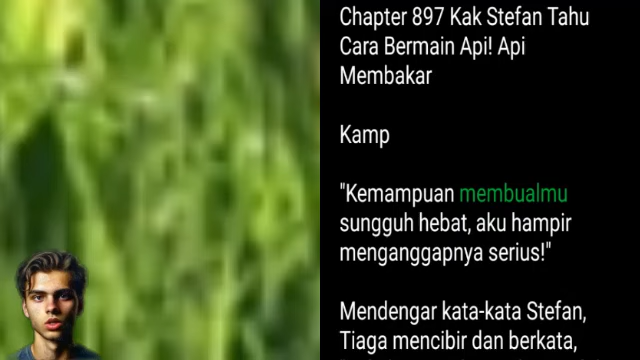 Chapter 897 Kak Stefan Tahu
Cara Bermain Api! Api
Membakar
Kamp
"Kemampuan membualmu
sungguh hebat, aku hampir
menganggapnya serius!"
Mendengar kata-kata Stefan,
Tiaga mencibir dan berkata,